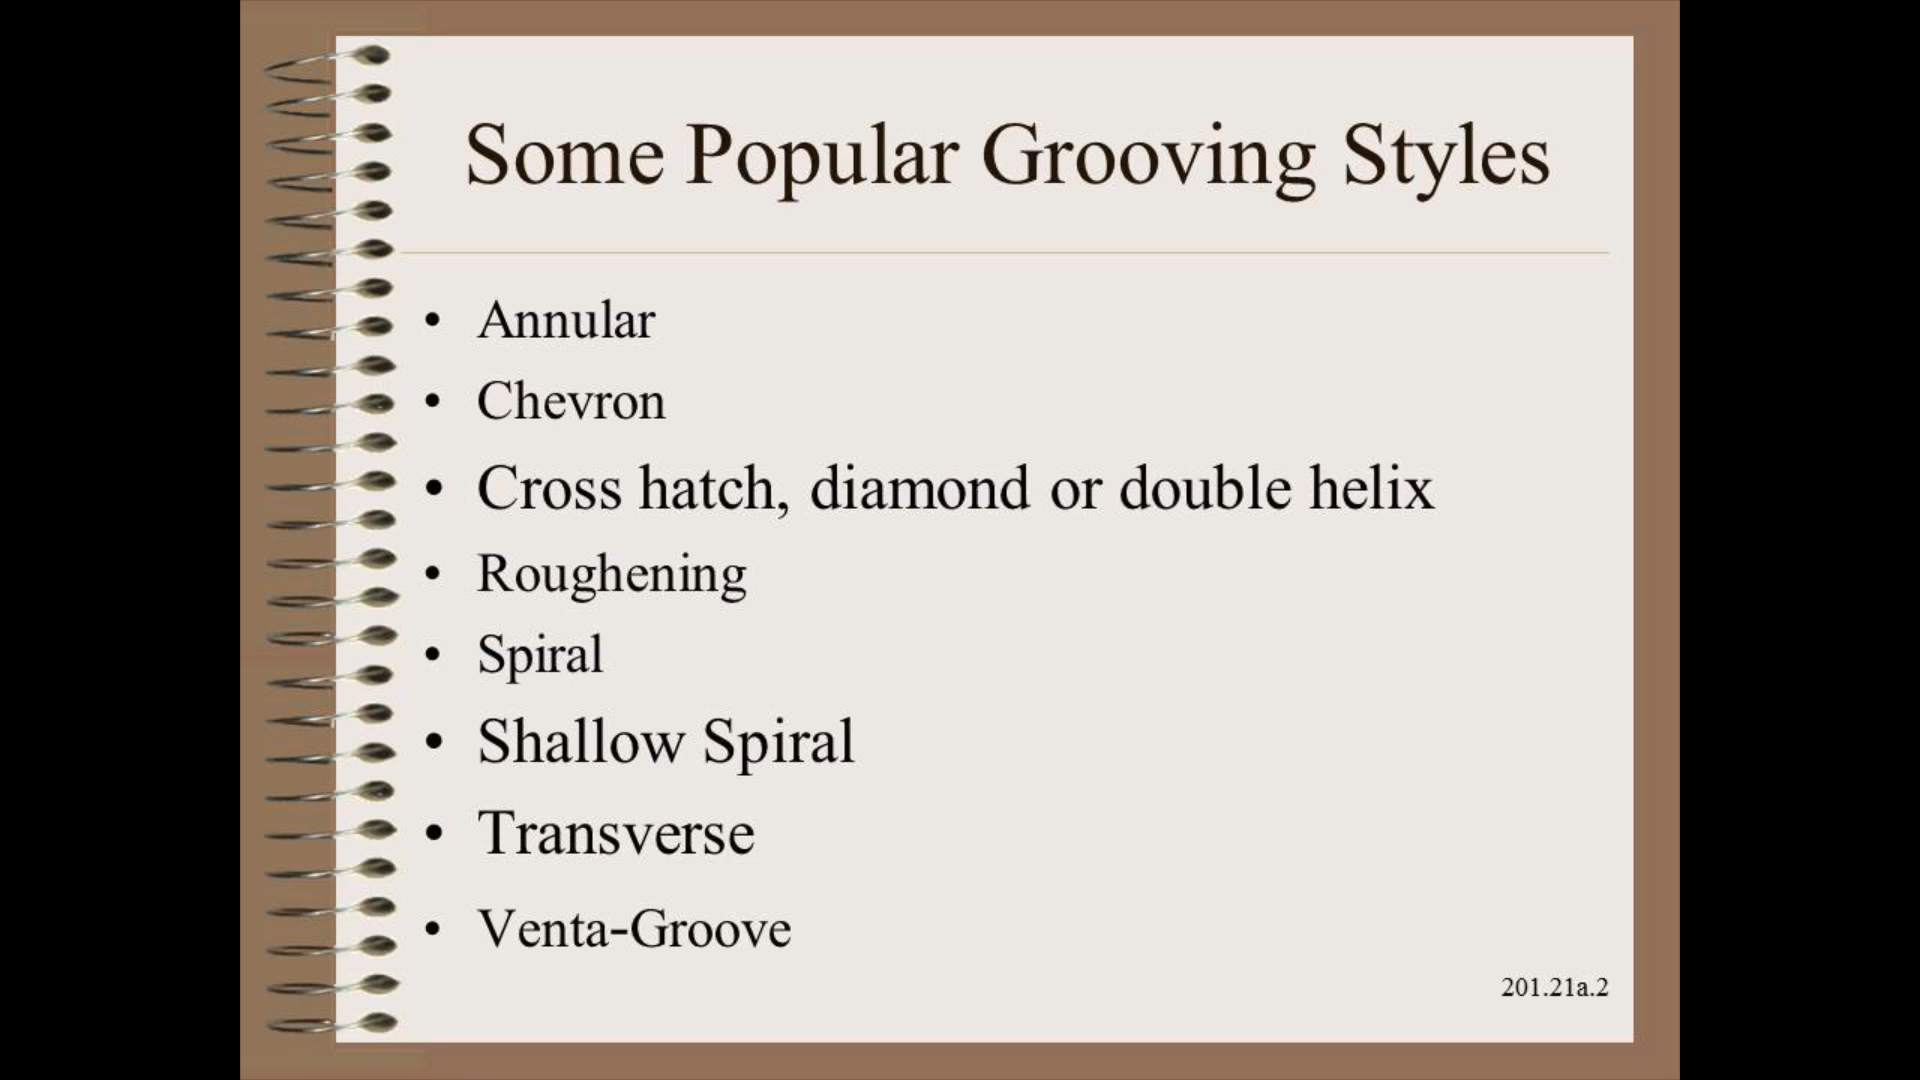 Some Popular Grooving Styles
• Annular
• Chevron
• Cross hatch, diamond or double helix
• Roughening
• Spiral
• Shallow Spiral
• Transverse
• Venta-Groove
201.21a.2